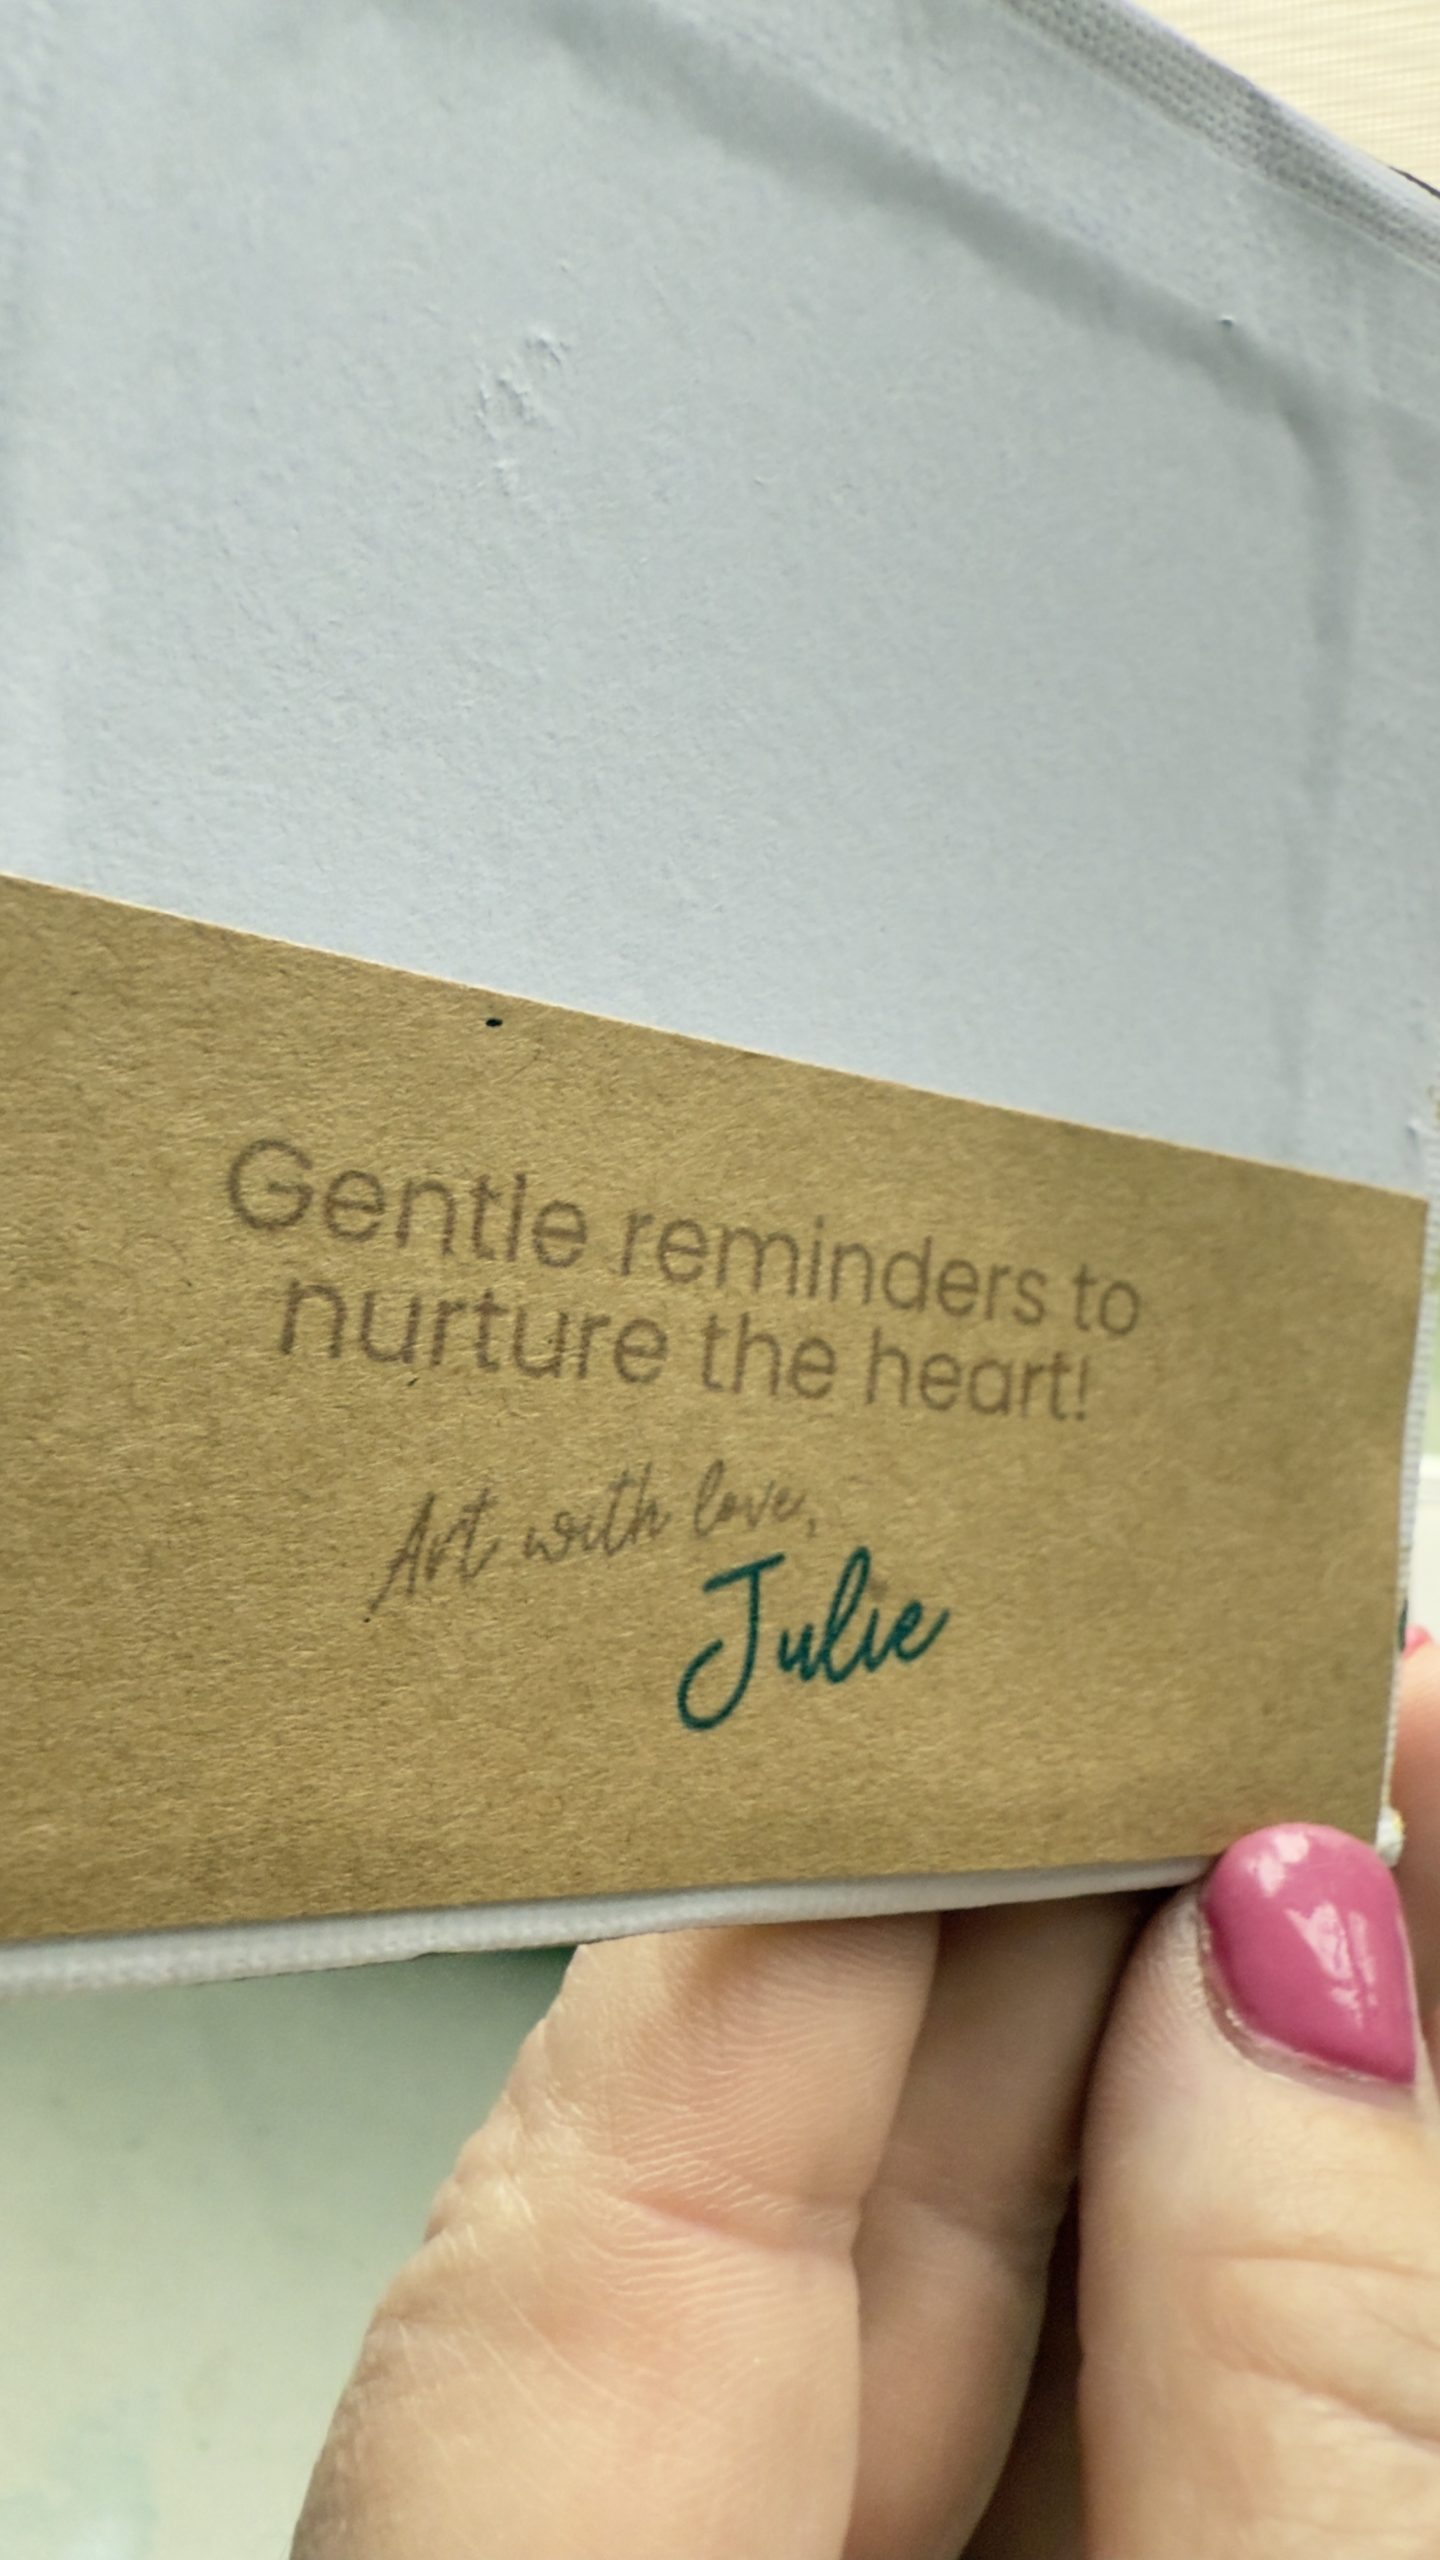 Gentle reminders to
nurture the heart!
Art with love,
Julie